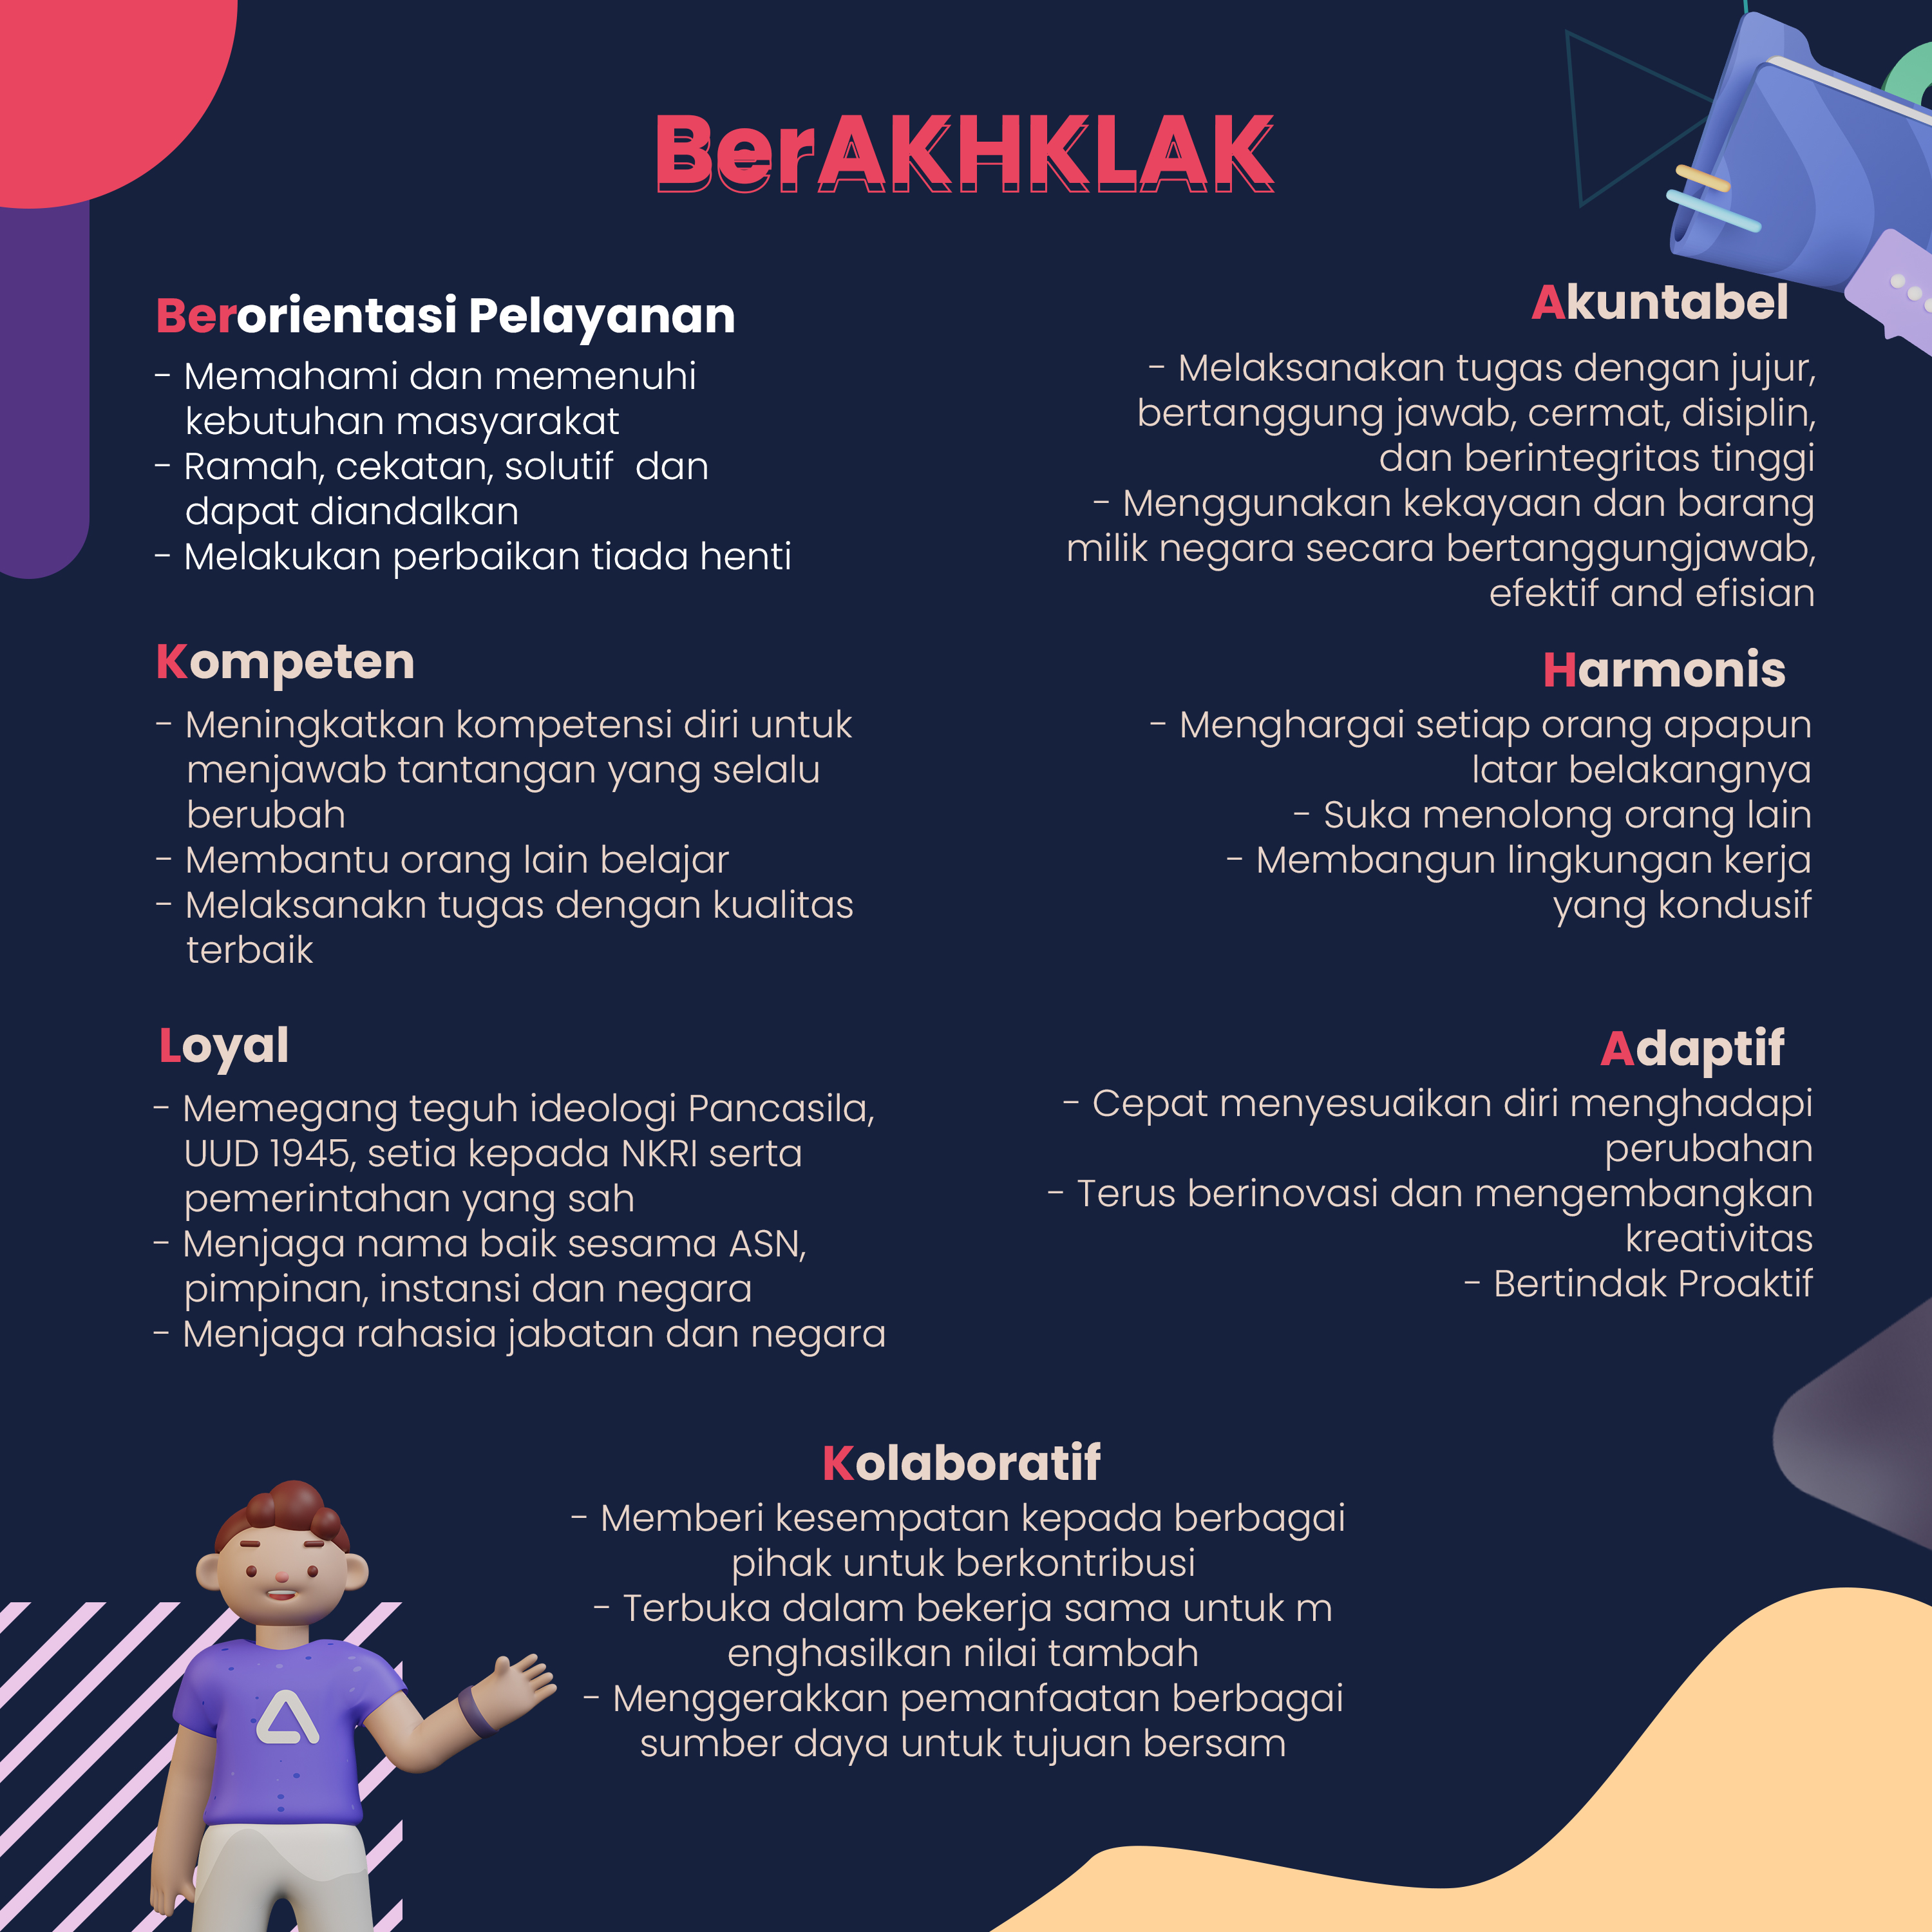 BerAKHKLAK
Berorientasi Pelayanan
- Memahami dan memenuhi
kebutuhan masyarakat
- Ramah, cekatan, solutif  dan
dapat diandalkan
- Melakukan perbaikan tiada henti
Akuntabel
- Melaksanakan tugas dengan jujur,
bertanggung jawab, cermat, disiplin,
dan berintegritas tinggi
- Menggunakan kekayaan dan barang
milik negara secara bertanggungjawab,
efektif and efisian
Kompeten
- Meningkatkan kompetensi diri untuk
menjawab tantangan yang selalu
berubah
- Membantu orang lain belajar
- Melaksanakn tugas dengan kualitas
terbaik
Harmonis
- Menghargai setiap orang apapun
latar belakangnya
- Suka menolong orang lain
- Membangun lingkungan kerja
yang kondusif
Loyal
- Memegang teguh ideologi Pancasila,
UUD 1945, setia kepada NKRI serta
pemerintahan yang sah
- Menjaga nama baik sesama ASN,
pimpinan, instansi dan negara
- Menjaga rahasia jabatan dan negara
Adaptif
- Cepat menyesuaikan diri menghadapi
perubahan
- Terus berinovasi dan mengembangkan
kreativitas
- Bertindak Proaktif
Kolaboratif
- Memberi kesempatan kepada berbagai
pihak untuk berkontribusi
- Terbuka dalam bekerja sama untuk m
enghasilkan nilai tambah
- Menggerakkan pemanfaatan berbagai
sumber daya untuk tujuan bersam